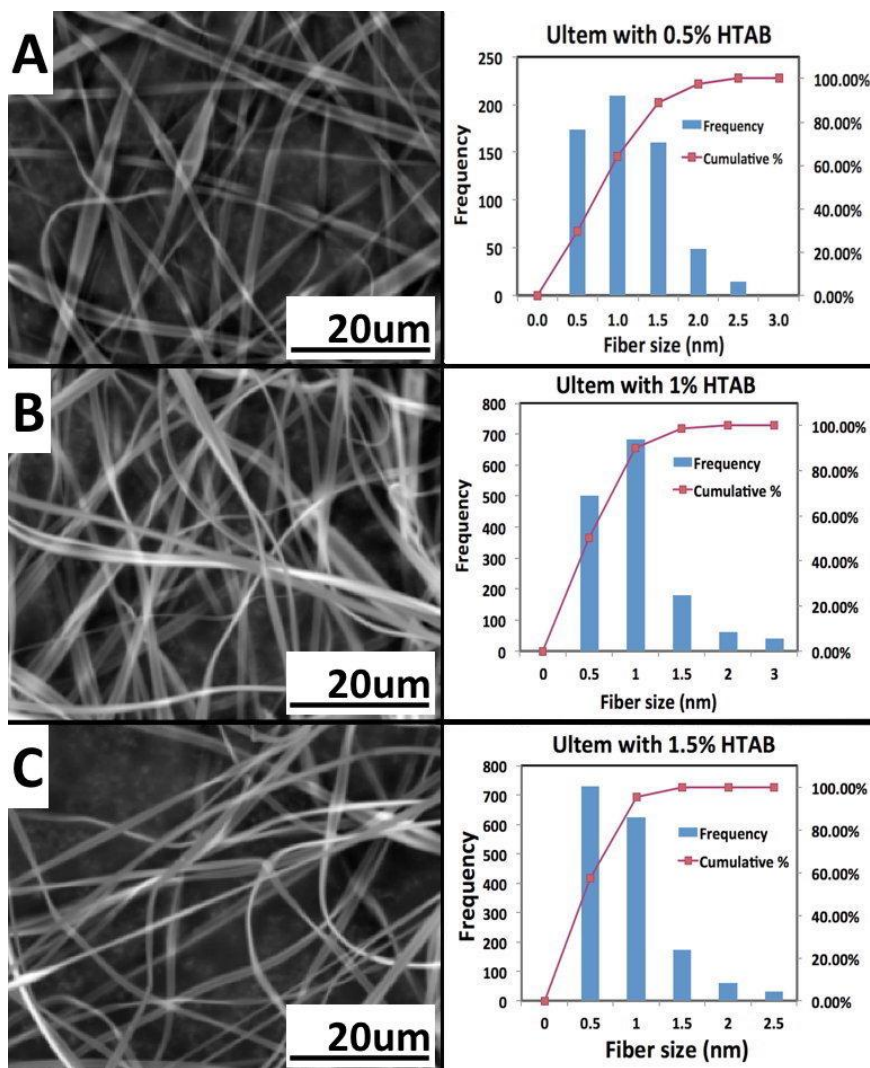 A
20um
Ultem with 0.5% HTAB
Frequency
250
200
150
100
50
0
100.00%
80.00%
60.00%
40.00%
20.00%
0.00%
Frequency
Cumulative %
0.0 0.5 1.0 1.5 2.0 2.5 3.0
Fiber size (nm)
B
20um
Ultem with 1% HTAB
Frequency
800
700
600
500
400
300
200
100
0
100.00%
80.00%
60.00%
40.00%
20.00%
0.00%
Frequency
Cumulative %
0 0.5 1 1.5 2 3
Fiber size (nm)
C
20um
Ultem with 1.5% HTAB
Frequency
800
700
600
500
400
300
200
100
0
100.00%
80.00%
60.00%
40.00%
20.00%
0.00%
Frequency
Cumulative %
0 0.5 1 1.5 2 2.5
Fiber size (nm)